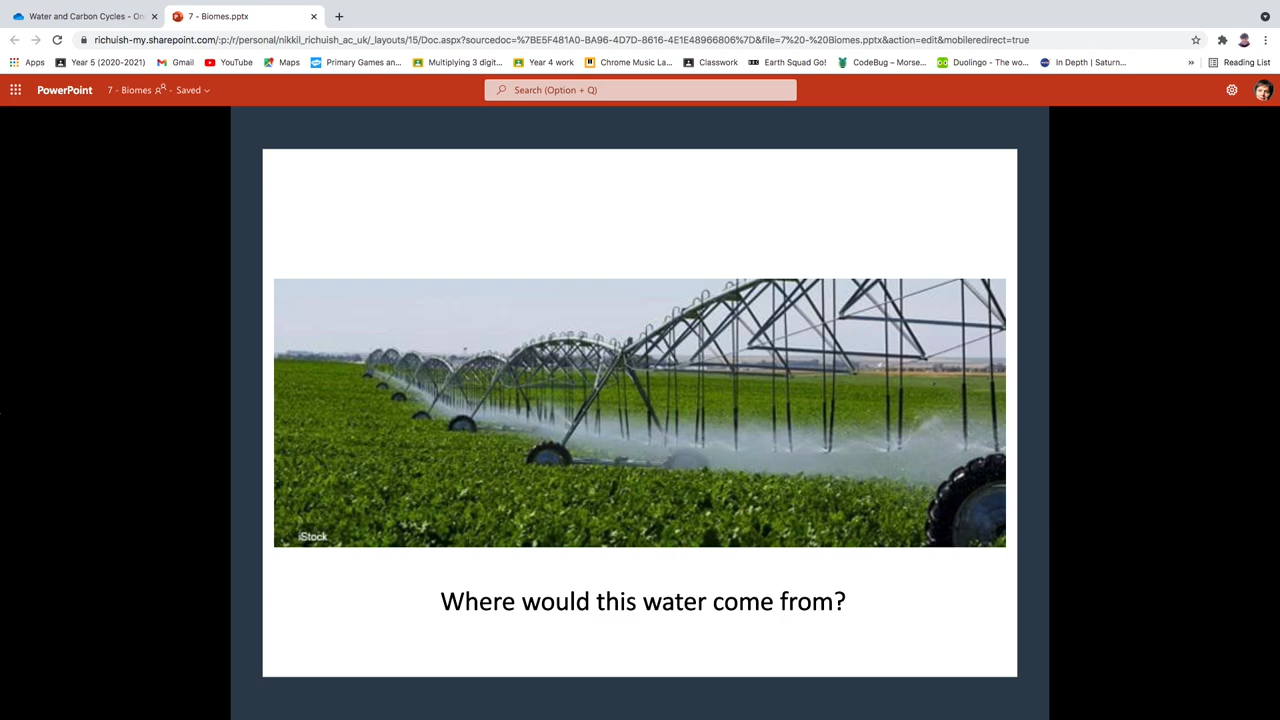 Water and Carbon Cycles - On
7 - Biomes.pptx
richuish-my.sharepoint.com/:p:/r/personal/nikkil_richuish_ac_uk/_layouts/15/Doc.aspx?sourcedoc=%7BE5F481A0-BA96-4D7D-8616-4E1E48966806%7D&file=7%20-%20Biomes.pptx&action=edit&mobileredirect=true
Apps Year 5 (2020-2021) Gmail YouTube Maps Primary Games an... Multiplying 3 digit... Year 4 work Chrome Music La... Classwork Earth Squad Go! CodeBug – Morse... Duolingo - The wo... In Depth | Saturn... » Reading List
PowerPoint 7 - Biomes - Saved Search (Option + Q)
iStock
Where would this water come from?